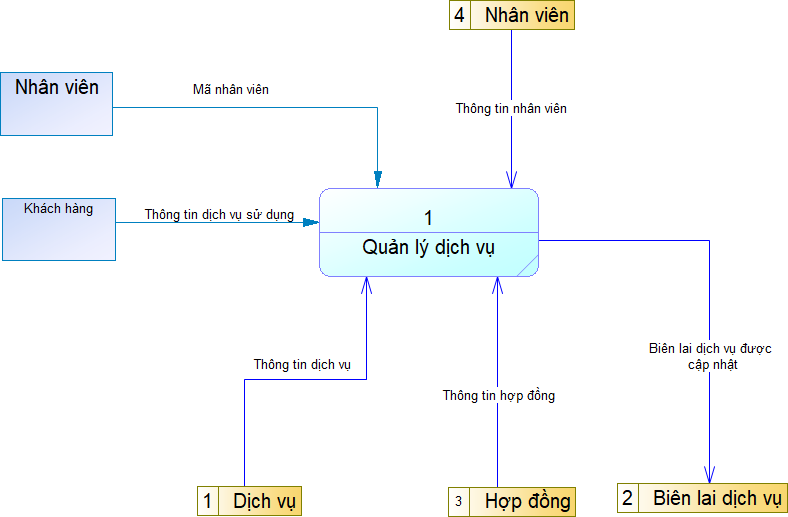 4 Nhân viên
Nhân viên
Mã nhân viên
Thông tin nhân viên
Khách hàng
Thông tin dịch vụ sử dụng
1
Quản lý dịch vụ
Thông tin dịch vụ
Thông tin hợp đồng
Biên lai dịch vụ được
cập nhật
1 Dịch vụ
3 Hợp đồng
2 Biên lai dịch vụ